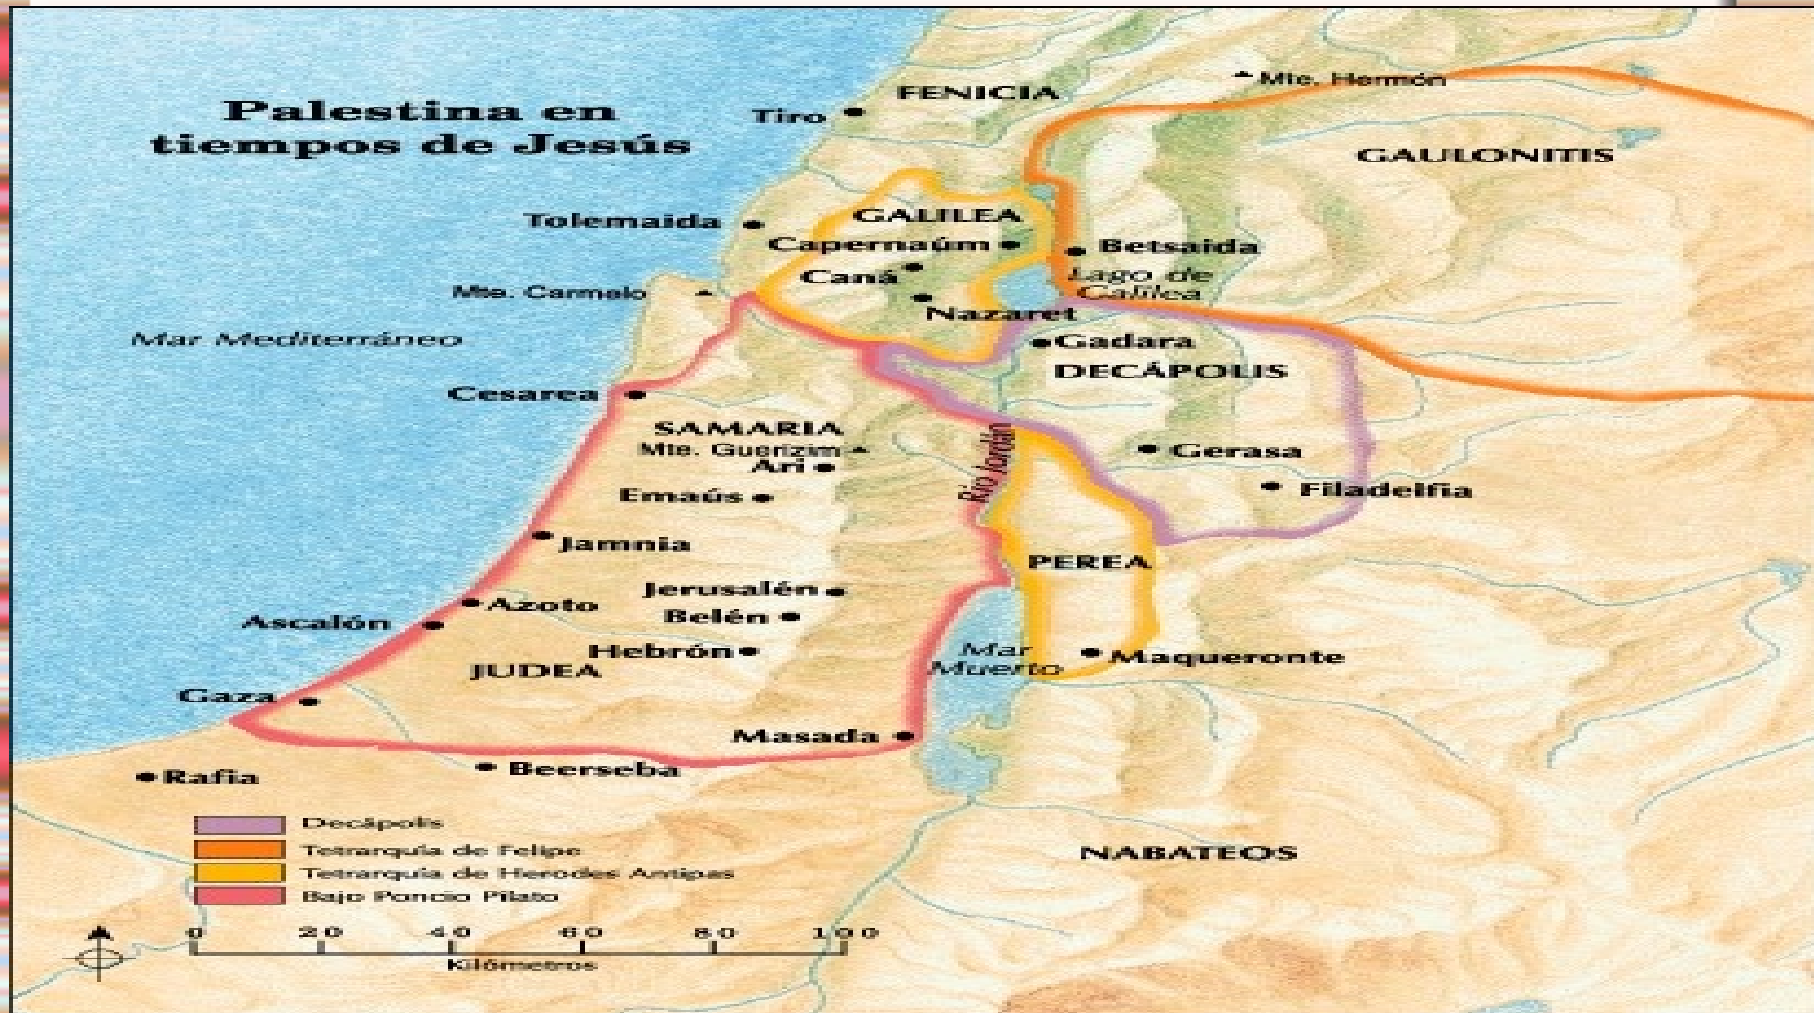 Palestina en
tiempos de Jesús
FENICIA
Mte. Hermón
Tiro
GAULONITIS
GALILEA
Tolemaida
Capernaúm
Betsaida
Caná
Lago de
Galilea
Mte. Carmelo
Nazaret
Mar Mediterráneo
Gadara
DECÁPOLIS
Cesarea
SAMARIA
Mte. Guerizim
Río Jordán
Gerasa
Ari
Emaús
Filadelfia
Jamnia
PEREA
Jerusalén
Azoto
Belén
Ascalón
Hebrón
Mar
Muerto
Maqueronte
JUDEA
Gaza
Masada
Rafia
Beerseba
Decápolis
Tetrarquía de Felipe
Tetrarquía de Herodes Antipas
Bajo Poncio Pilato
NABATEOS
0 20 40 60 80 100
Kilómetros